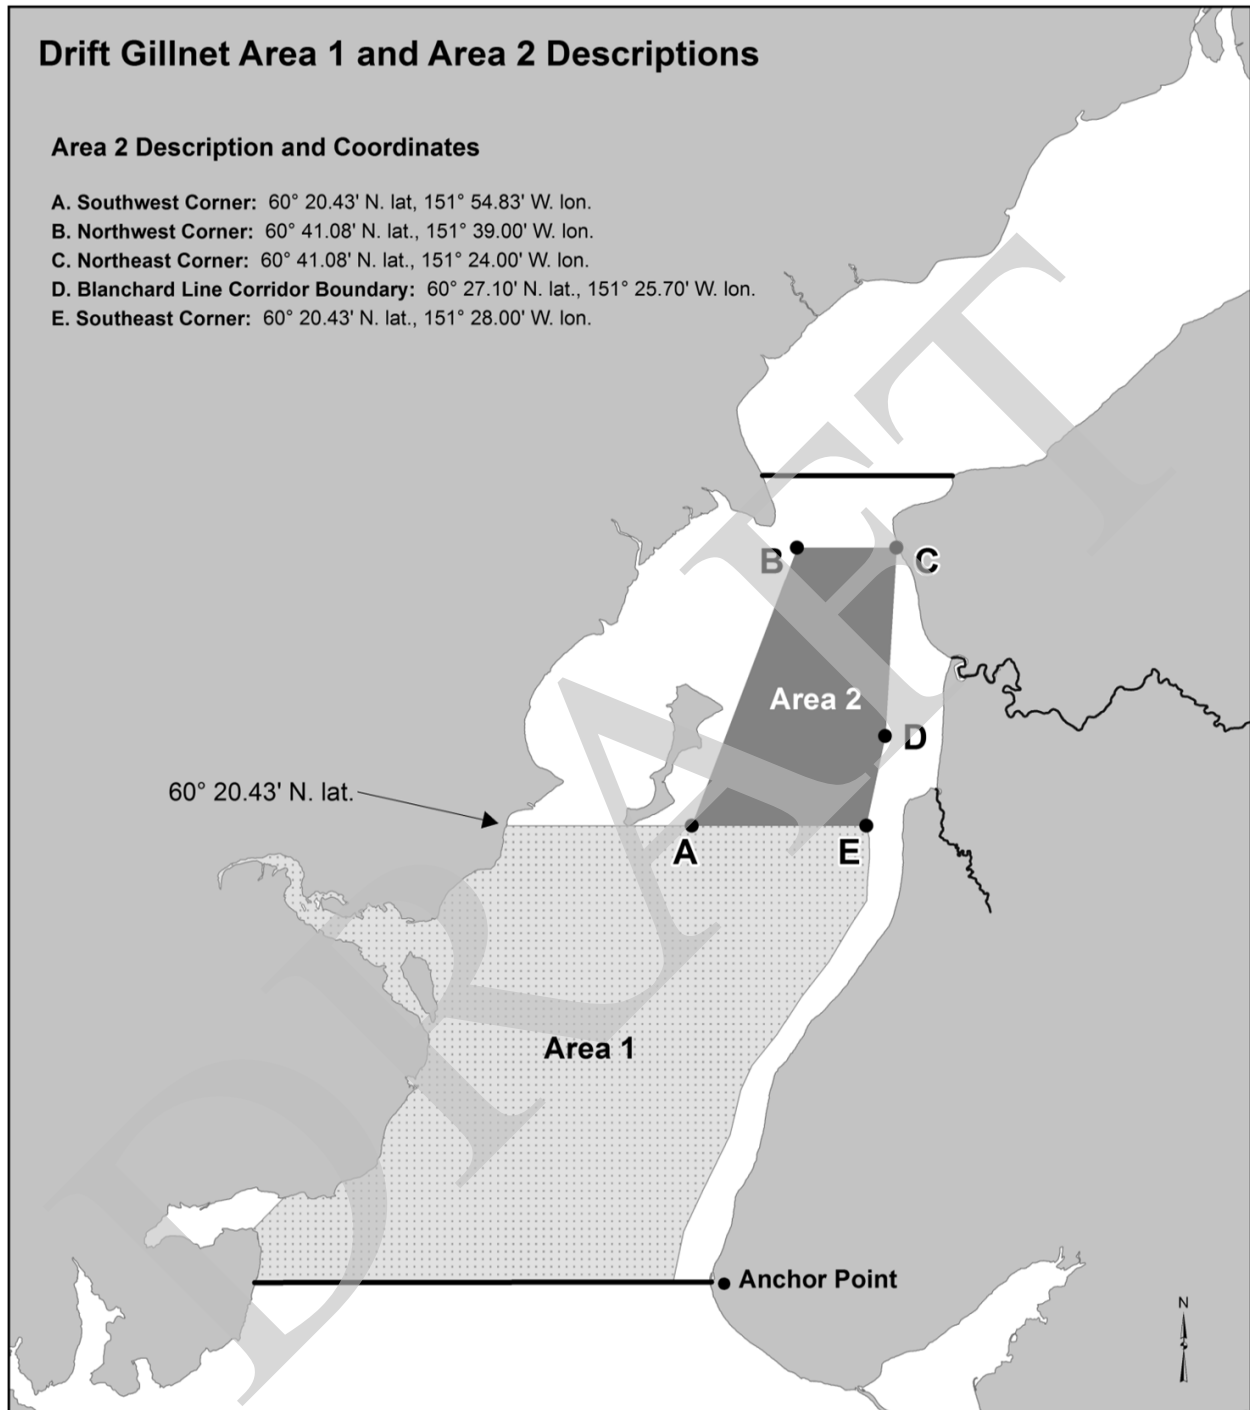 Drift Gillnet Area 1 and Area 2 Descriptions
Area 2 Description and Coordinates
A. Southwest Corner: 60° 20.43' N. lat, 151° 54.83' W. lon.
B. Northwest Corner: 60° 41.08' N. lat., 151° 39.00' W. lon.
C. Northeast Corner: 60° 41.08' N. lat., 151° 24.00' W. lon.
D. Blanchard Line Corridor Boundary: 60° 27.10' N. lat., 151° 25.70' W. lon.
E. Southeast Corner: 60° 20.43' N. lat., 151° 28.00' W. lon.
B
C
Area 2
D
60° 20.43' N. lat.
A
E
Area 1
Anchor Point
N
DRAFT